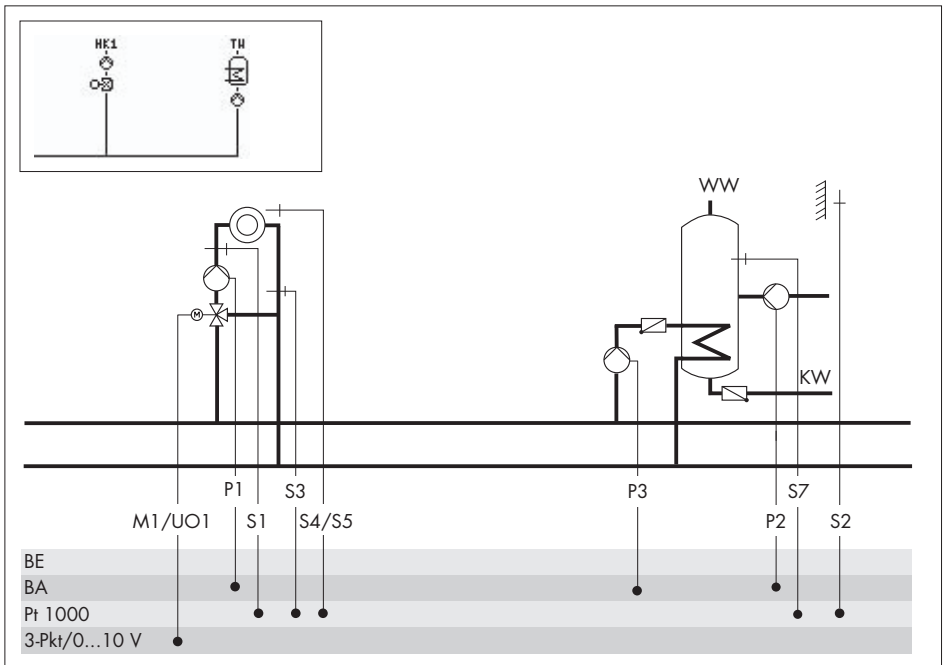 HK1 TW
WW
M
KW
P1 S3 P3 S7
M1/UO1 S1 S4/S5 P2 S2
BE
BA
Pt 1000
3-Pkt/0...10 V